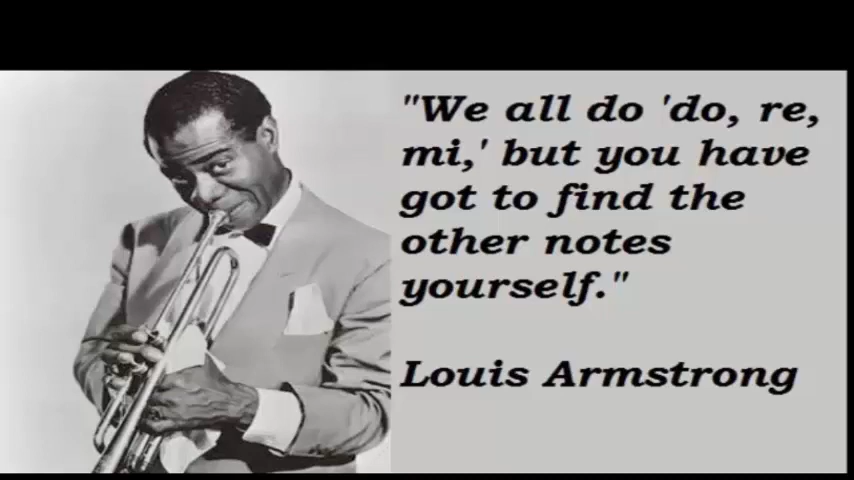 "We all do 'do, re,
mi,' but you have
got to find the
other notes
yourself."
Louis Armstrong